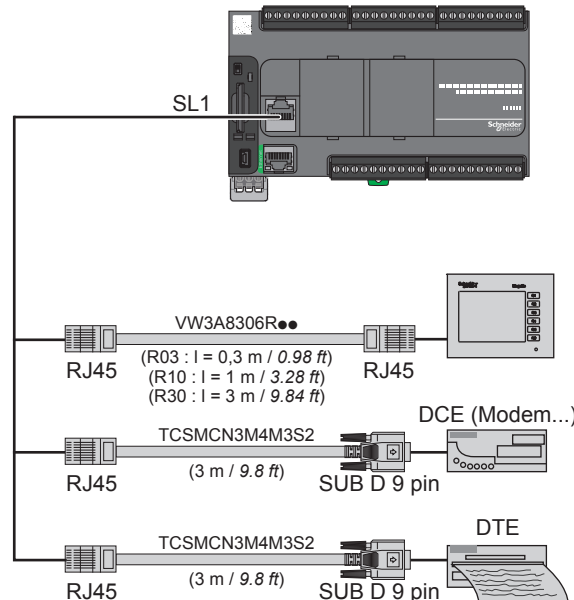 SL1
Schneider
Electric
VW3A8306R●●
(R03 : l = 0,3 m / 0.98 ft)
(R10 : l = 1 m / 3.28 ft)
(R30 : l = 3 m / 9.84 ft)
RJ45
RJ45
DCE (Modem...)
TCSMCN3M4M3S2
(3 m / 9.8 ft)
RJ45
SUB D 9 pin
DTE
TCSMCN3M4M3S2
(3 m / 9.8 ft)
RJ45
SUB D 9 pin